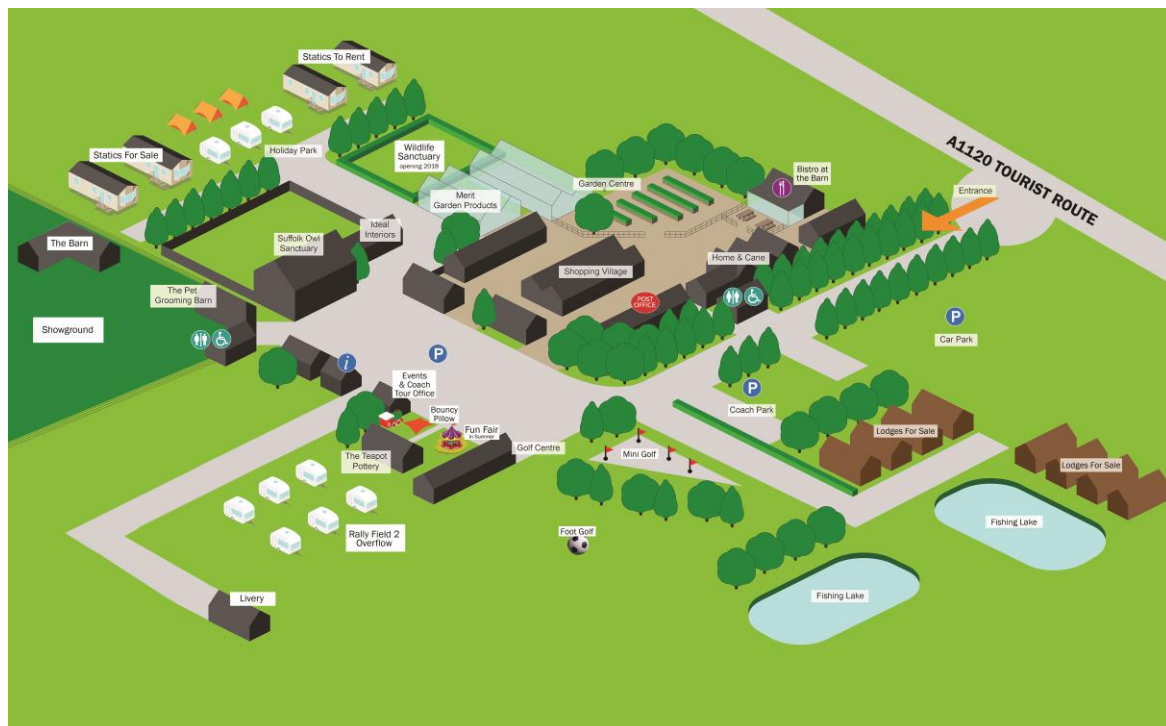 Statics To Rent
Statics For Sale
Holiday Park
Wildlife
Sanctuary
opening 2018
Merit
Garden Products
Garden Centre
Bistro at
the Barn
A1120 TOURIST ROUTE
Entrance
The Barn
Suffolk Owl
Sanctuary
Ideal
Interiors
Shopping Village
Home & Cane
POST
OFFICE
The Pet
Grooming Barn
Showground
i
P
P
Car Park
P
Coach Park
Events
& Coach
Tour Office
Bouncy
Pillow
Fun Fair
in Summer
Golf Centre
Mini Golf
Lodges For Sale
Lodges For Sale
The Teapot
Pottery
Rally Field 2
Overflow
Foot Golf
Fishing Lake
Fishing Lake
Livery